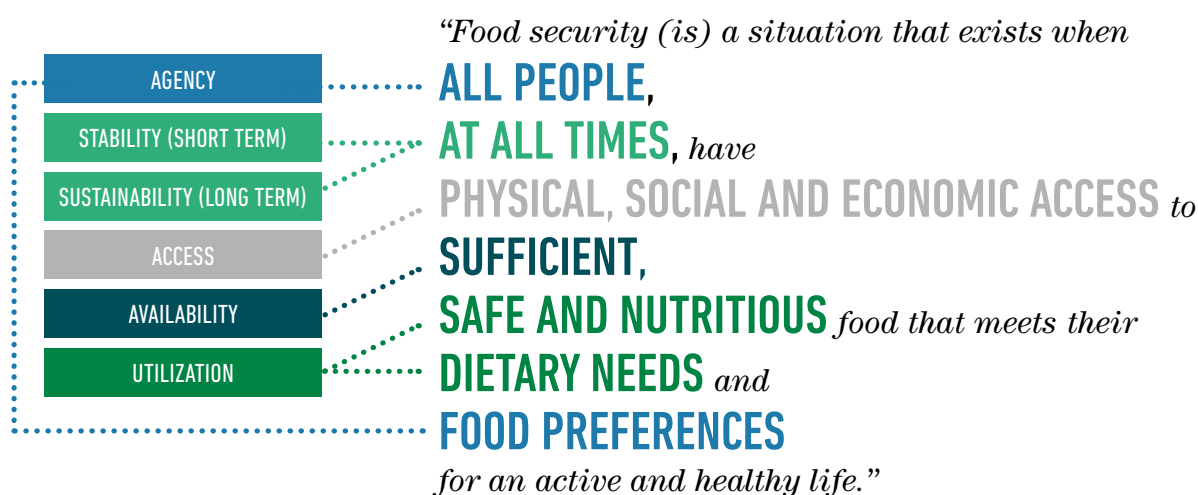 “Food security (is) a situation that exists when
AGENCY
ALL PEOPLE,
STABILITY (SHORT TERM)
AT ALL TIMES, have
SUSTAINABILITY (LONG TERM)
PHYSICAL, SOCIAL AND ECONOMIC ACCESS to
ACCESS
SUFFICIENT,
AVAILABILITY
SAFE AND NUTRITIOUS food that meets their
UTILIZATION
DIETARY NEEDS and
FOOD PREFERENCES
for an active and healthy life.”